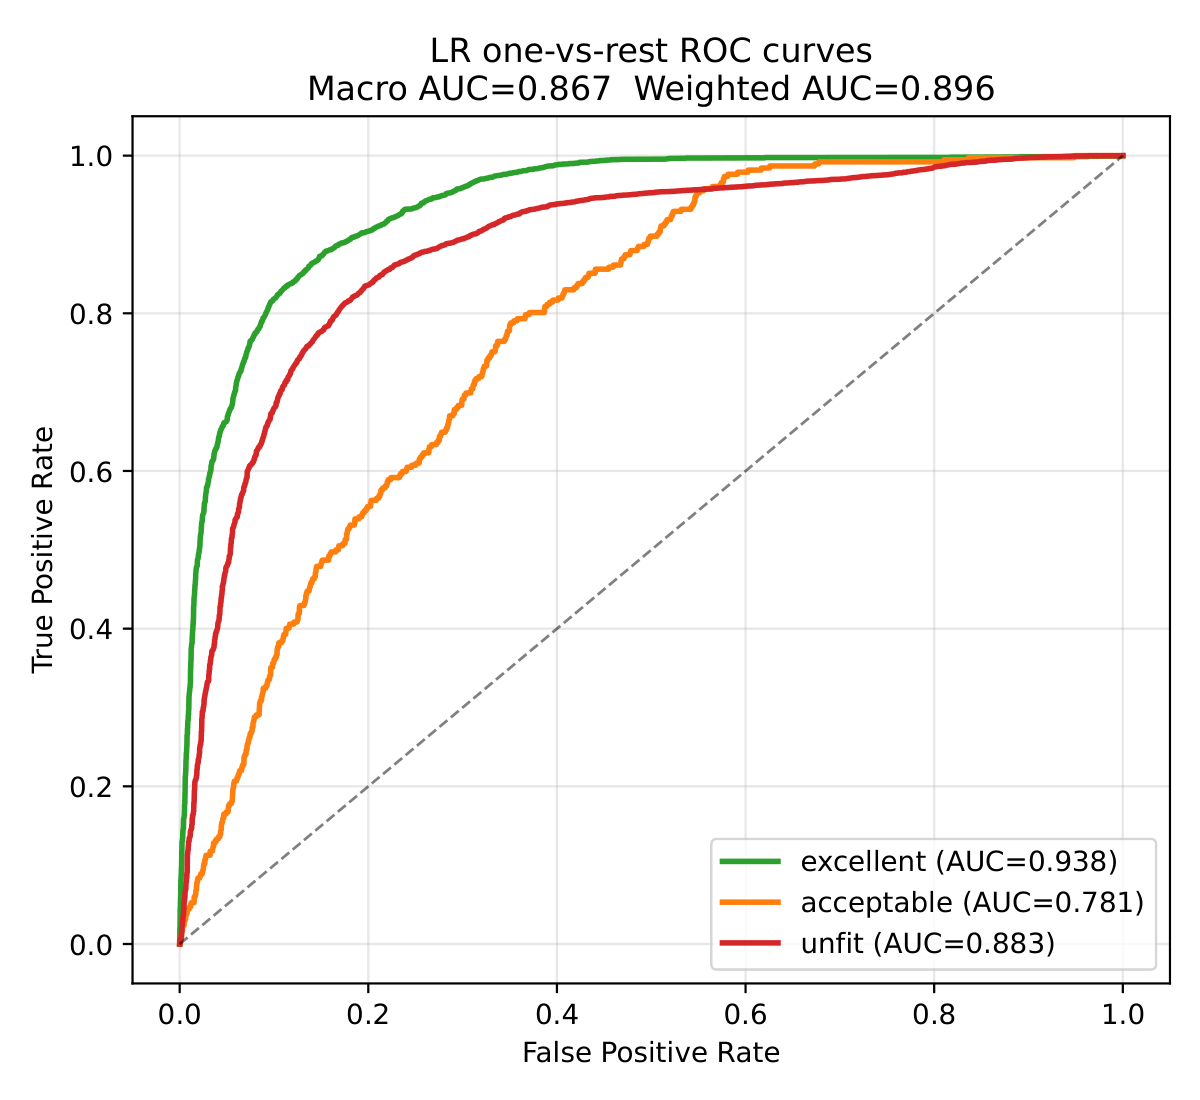 LR one-vs-rest ROC curves
Macro AUC=0.867  Weighted AUC=0.896
True Positive Rate
1.0
0.8
0.6
0.4
0.2
0.0
excellent (AUC=0.938)
acceptable (AUC=0.781)
unfit (AUC=0.883)
0.0 0.2 0.4 0.6 0.8 1.0
False Positive Rate